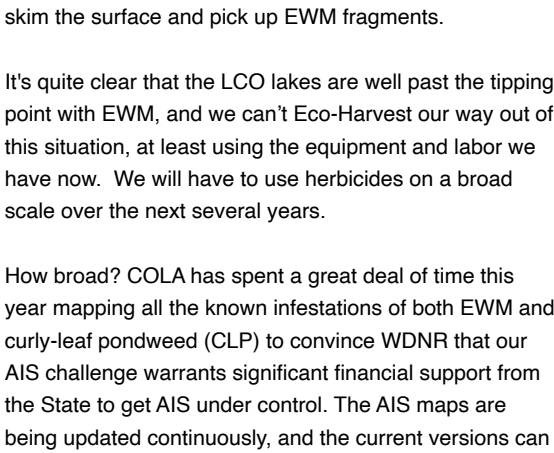 skim the surface and pick up EWM fragments.
It's quite clear that the LCO lakes are well past the tipping
point with EWM, and we can’t Eco-Harvest our way out of
this situation, at least using the equipment and labor we
have now.  We will have to use herbicides on a broad
scale over the next several years.
How broad? COLA has spent a great deal of time this
year mapping all the known infestations of both EWM and
curly-leaf pondweed (CLP) to convince WDNR that our
AIS challenge warrants significant financial support from
the State to get AIS under control. The AIS maps are
being updated continuously, and the current versions can